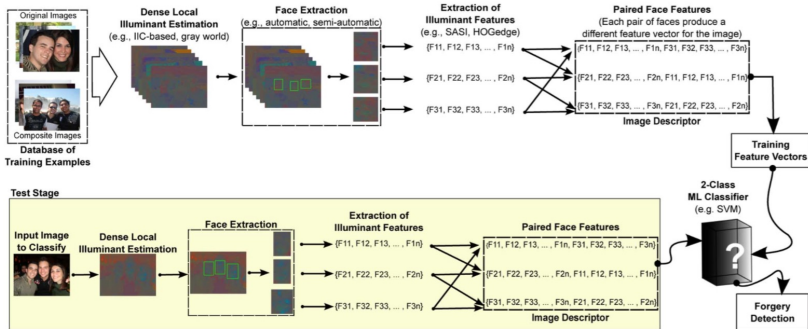 Original Images
Composite Images
Database of
Training Examples
Dense Local
Illuminant Estimation
(e.g., IIC-based, gray world)
Face Extraction
(e.g., automatic, semi-automatic)
Extraction of
Illuminant Features
(e.g., SASI, HOGedge)
{F11, F12, F13, ... , F1n}
{F21, F22, F23, ... , F2n}
{F31, F32, F33, ... , F3n}
Paired Face Features
(Each pair of faces produce a
different feature vector for the image)
{F11, F12, F13, ... , F1n, F31, F32, F33, ... , F3n}
{F21, F22, F23, ... , F2n, F11, F12, F13, ... , F1n}
{F31, F32, F33, ... , F3n, F21, F22, F23, ... , F2n}
Image Descriptor
Training
Feature Vectors
2-Class
ML Classifier
(e.g. SVM)
?
Forgery
Detection
Test Stage
Input Image
to Classify
Dense Local
Illuminant Estimation
Face Extraction
Extraction of
Illuminant Features
{F11, F12, F13, ... , F1n}
{F21, F22, F23, ... , F2n}
{F31, F32, F33, ... , F3n}
Paired Face Features
{F11, F12, F13, ... , F1n, F31, F32, F33, ... , F3n}
{F21, F22, F23, ... , F2n, F11, F12, F13, ... , F1n}
{F31, F32, F33, ... , F3n, F21, F22, F23, ... , F2n}
Image Descriptor